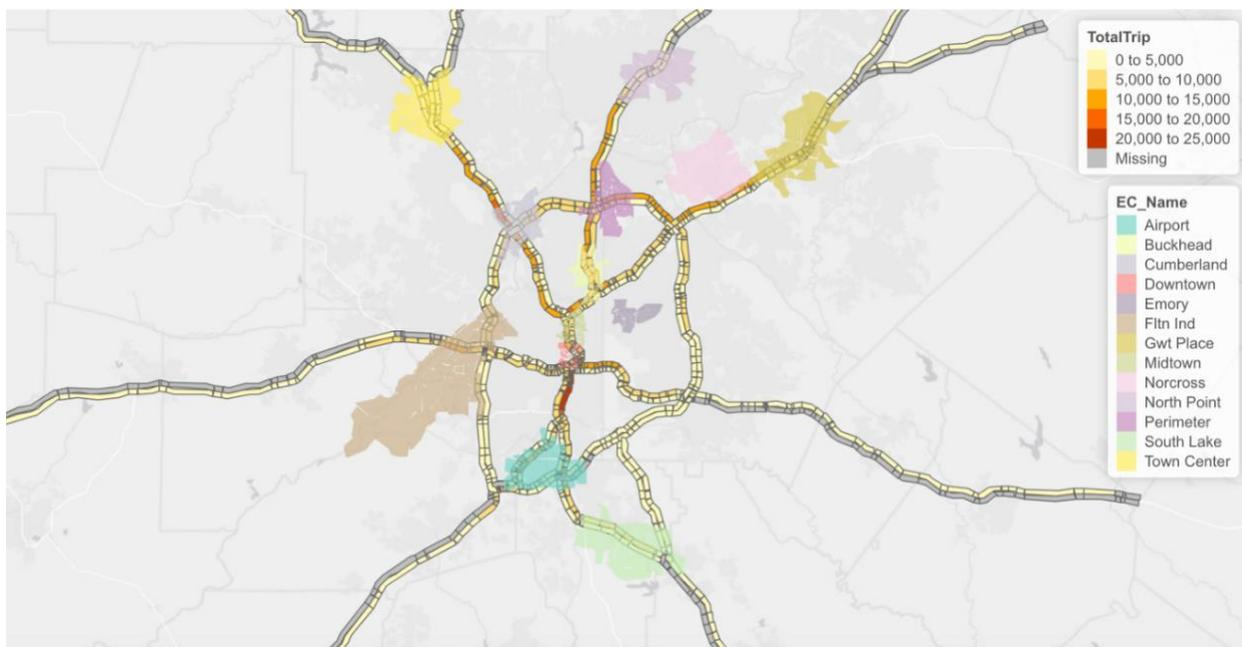 TotalTrip
0 to 5,000
5,000 to 10,000
10,000 to 15,000
15,000 to 20,000
20,000 to 25,000
Missing
EC_Name
Airport
Buckhead
Cumberland
Downtown
Emory
Fltn Ind
Gwt Place
Midtown
Norcross
North Point
Perimeter
South Lake
Town Center